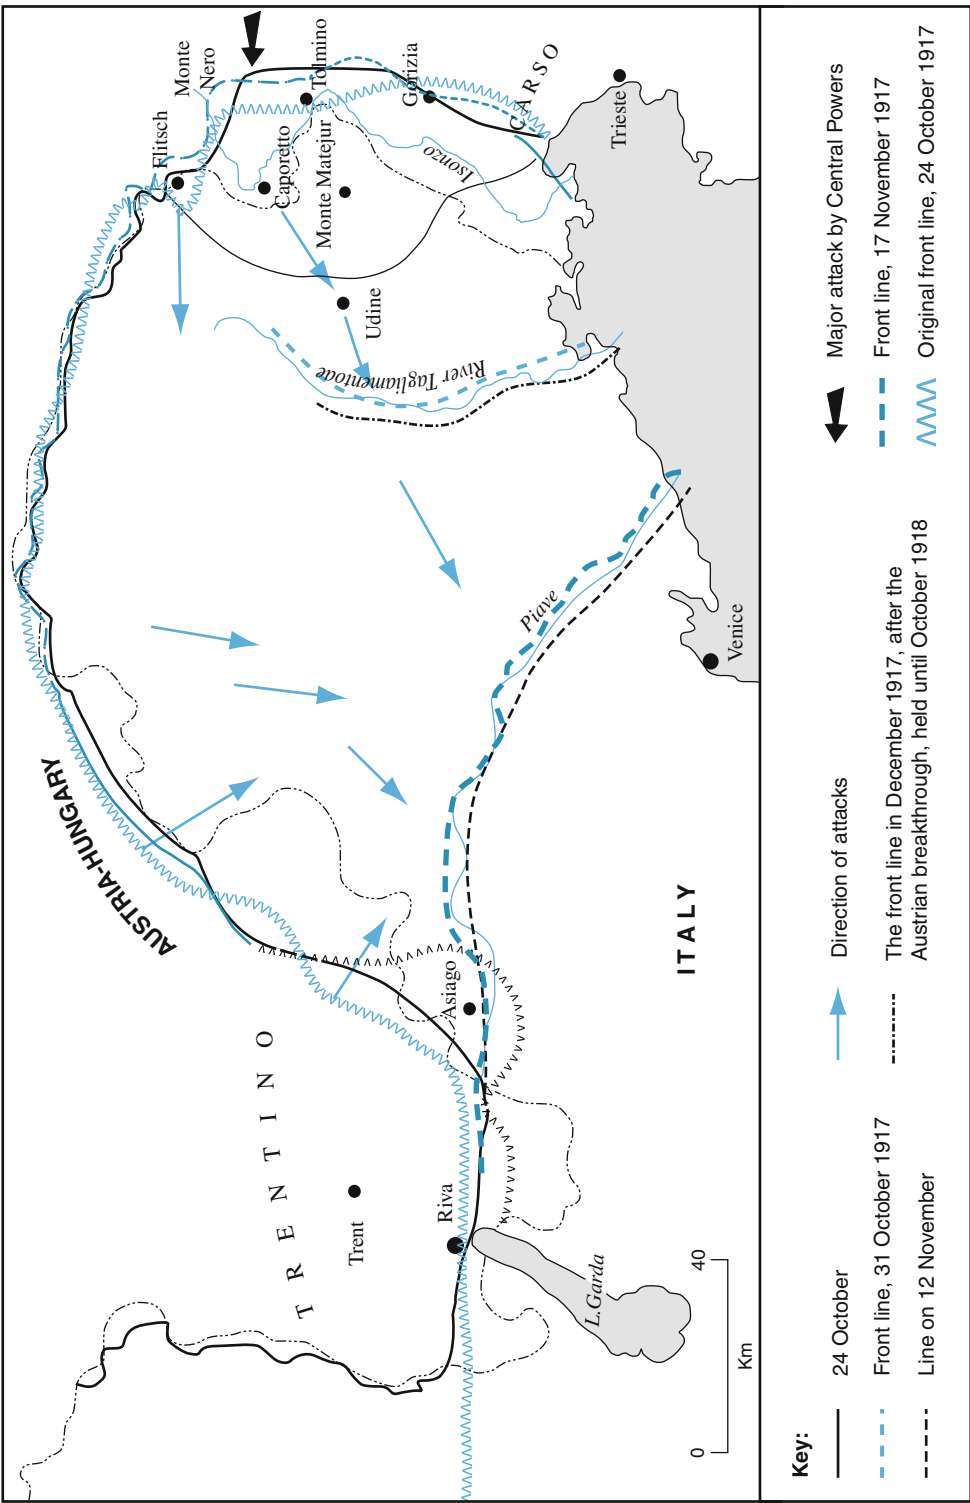 AUSTRIA-HUNGARY
TRENTINO
Trent
Riva
L.Garda
Asiago
ITALY
Venice
Piave
River Tagliamentode
Udine
Flitsch
Monte
Nero
Caporetto
Monte Matejur
Tolmino
Gorizia
Isonzo
CARSO
Trieste
0
40
Km
Key:
24 October
Front line, 31 October 1917
Line on 12 November
Direction of attacks
The front line in December 1917, after the
Austrian breakthrough, held until October 1918
Major attack by Central Powers
Front line, 17 November 1917
Original front line, 24 October 1917